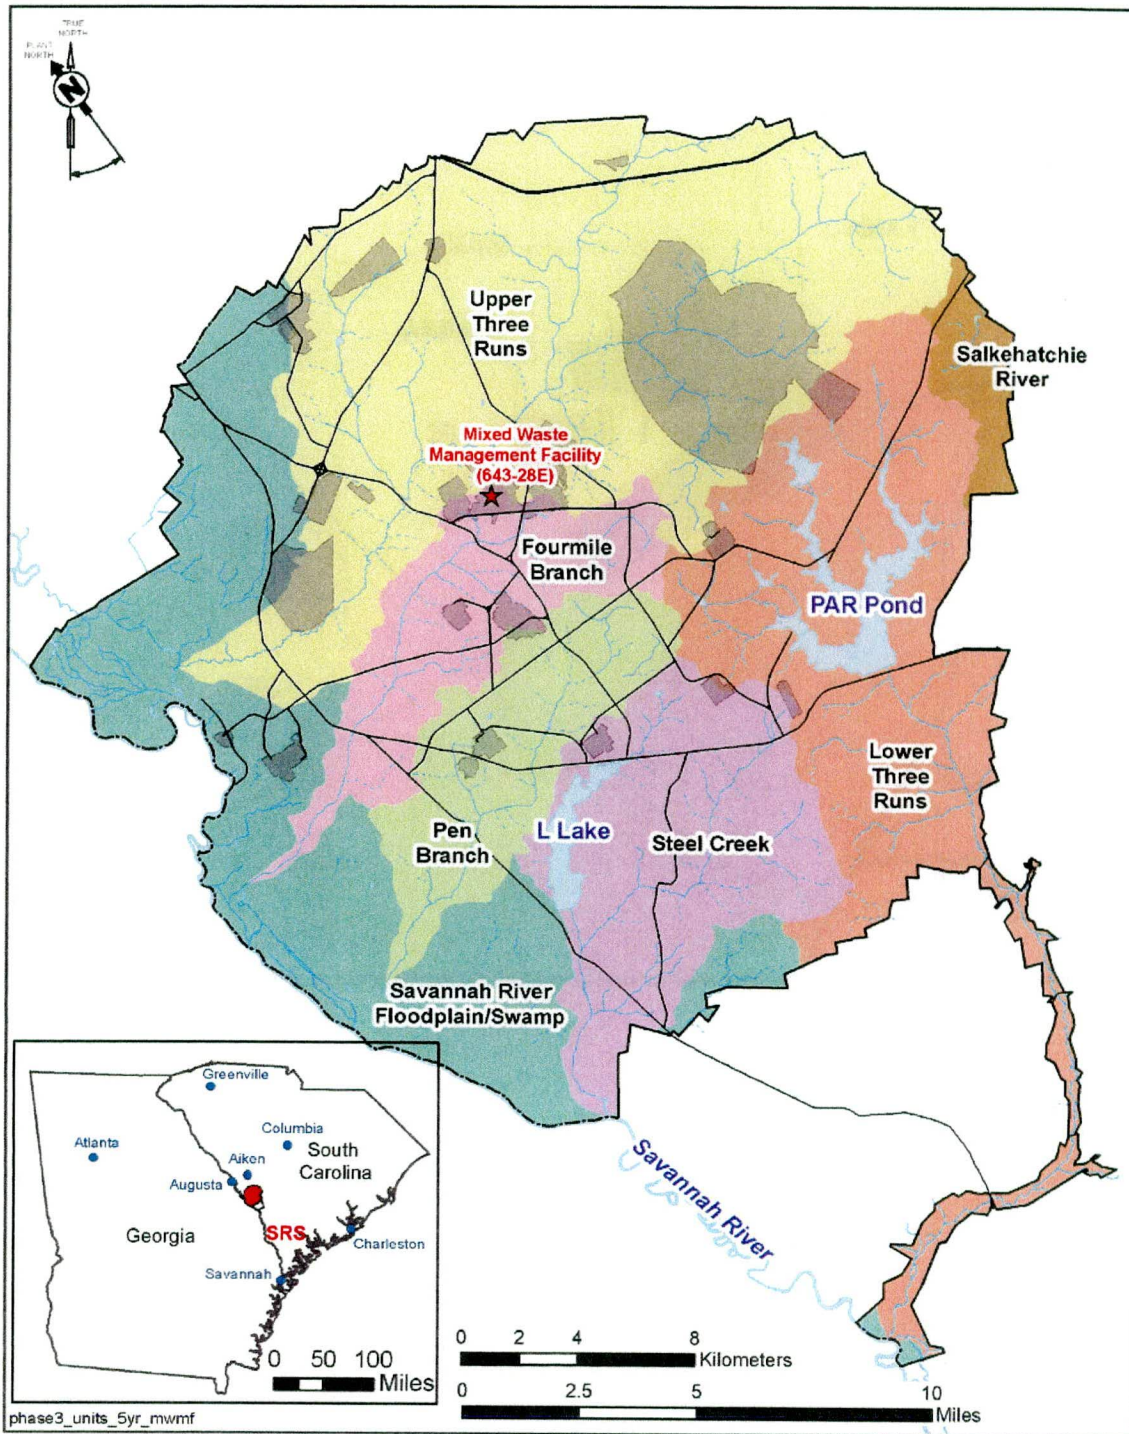 TRUE
NORTH
PLANT
NORTH
N
Upper
Three
Runs
Salkehatchie
River
Mixed Waste
Management Facility
(643-28E)
Fourmile
Branch
PAR Pond
Lower
Three
Runs
Pen
Branch
L Lake
Steel Creek
Savannah River
Floodplain/Swamp
Greenville
Atlanta
Columbia
South
Carolina
Aiken
Augusta
Georgia
SRS
Charleston
Savannah
0 50 100
Miles
Savannah River
0 2 4 8
Kilometers
0 2.5 5 10
Miles
phase3_units_5yr_mwmf